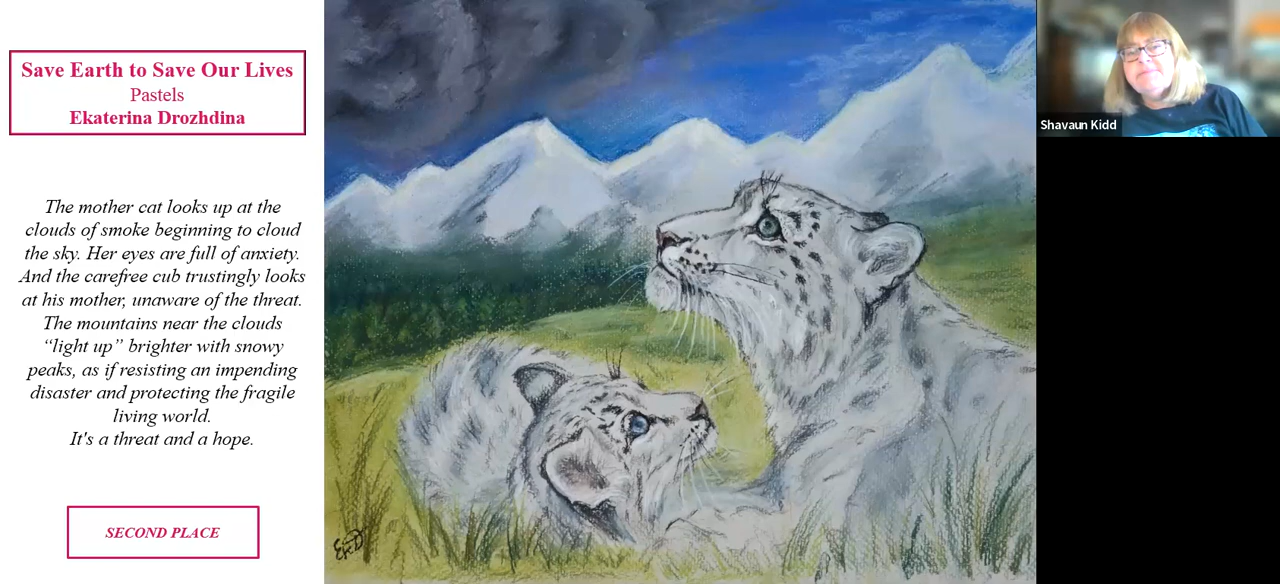 Save Earth to Save Our Lives
Pastels
Ekaterina Drozhdina
The mother cat looks up at the
clouds of smoke beginning to cloud
the sky. Her eyes are full of anxiety.
And the carefree cub trustingly looks
at his mother, unaware of the threat.
The mountains near the clouds
“light up” brighter with snowy
peaks, as if resisting an impending
disaster and protecting the fragile
living world.
It's a threat and a hope.
SECOND PLACE
Shavaun Kidd